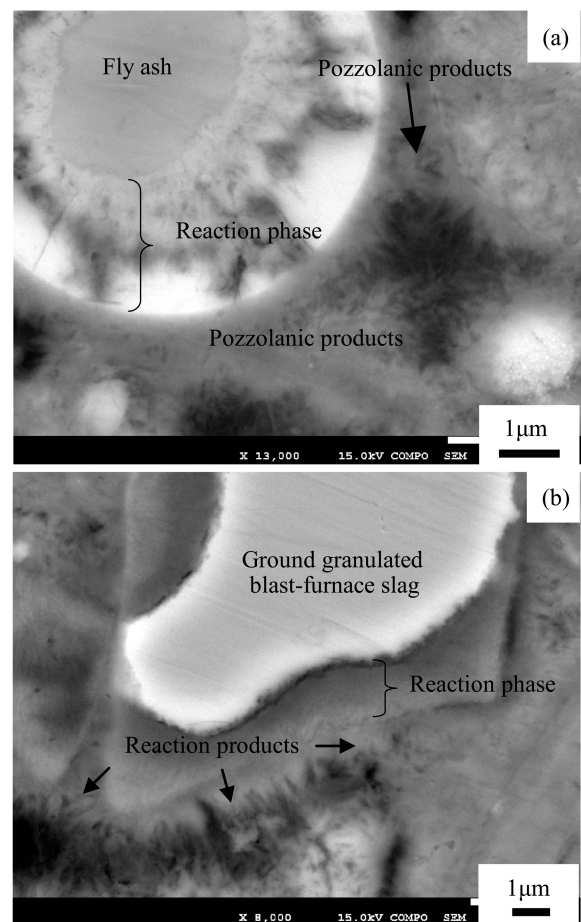 (a)
Fly ash
Pozzolanic products
Reaction phase
Pozzolanic products
1μm
X 13,000 15.0kV COMPO SEM
(b)
Ground granulated
blast-furnace slag
Reaction phase
Reaction products
1μm
X 8,000 15.0kV COMPO SEM